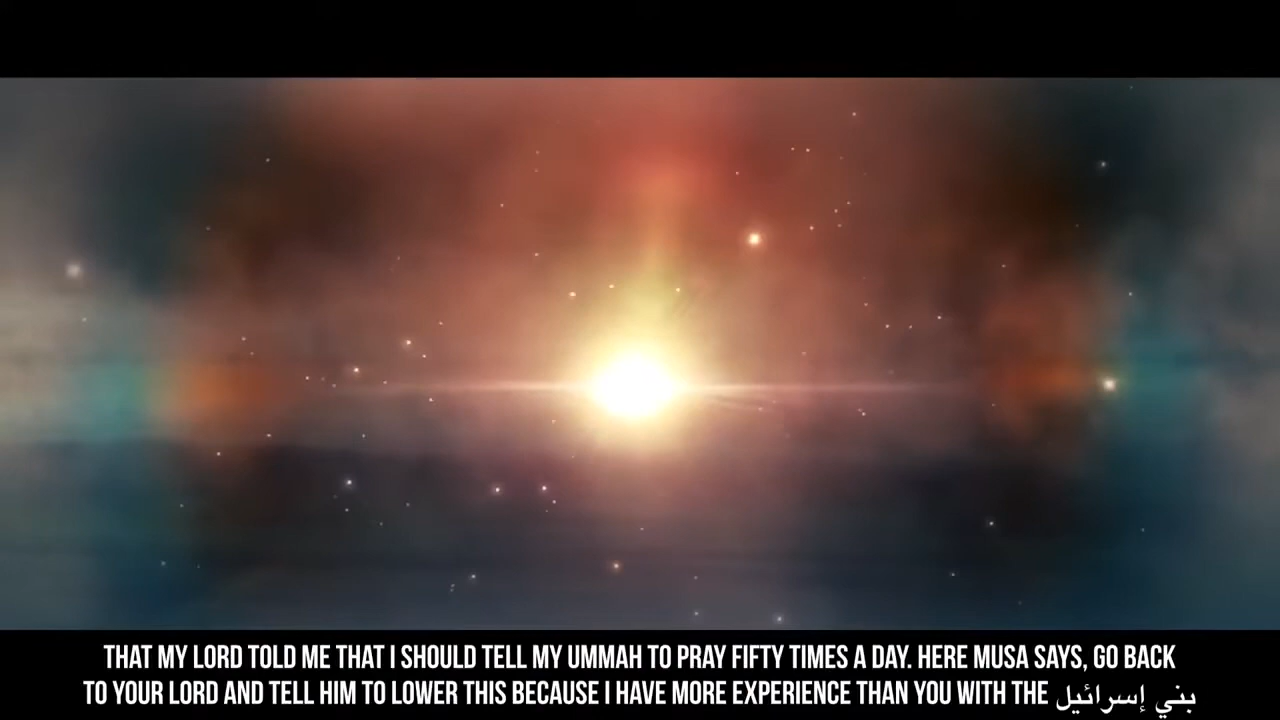 THAT MY LORD TOLD ME THAT I SHOULD TELL MY UMMAH TO PRAY FIFTY TIMES A DAY. HERE MUSA SAYS, GO BACK
TO YOUR LORD AND TELL HIM TO LOWER THIS BECAUSE I HAVE MORE EXPERIENCE THAN YOU WITH THE بني إسرائيل